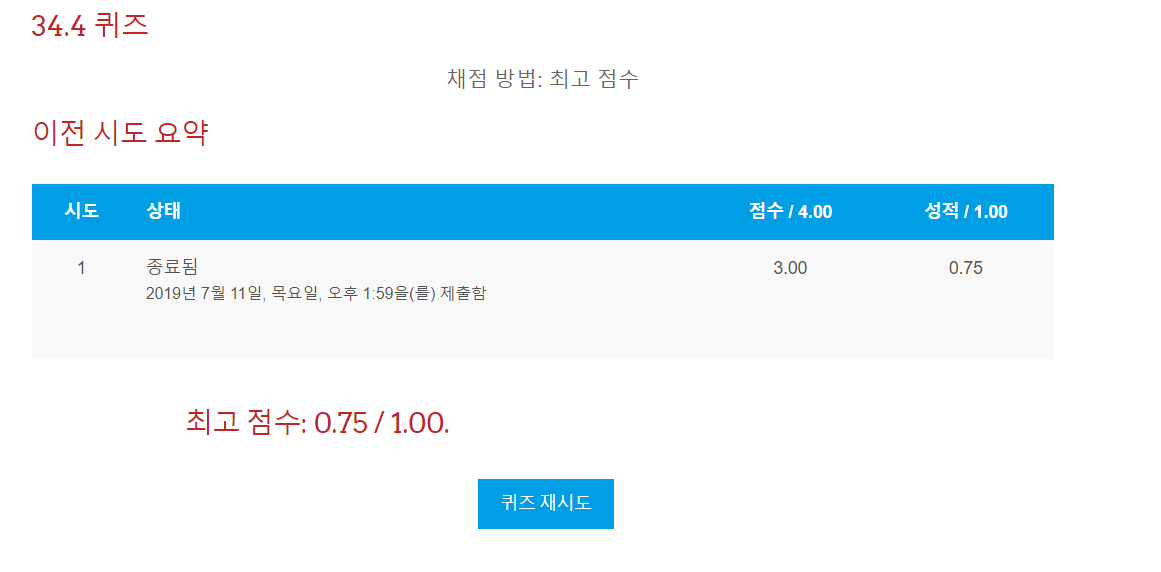 34.4 퀴즈
채점 방법: 최고 점수
이전 시도 요약
시도 상태 점수 / 4.00 성적 / 1.00
1 종료됨 3.00 0.75
2019년 7월 11일, 목요일, 오후 1:59을(를) 제출함
최고 점수: 0.75 / 1.00.
퀴즈 재시도